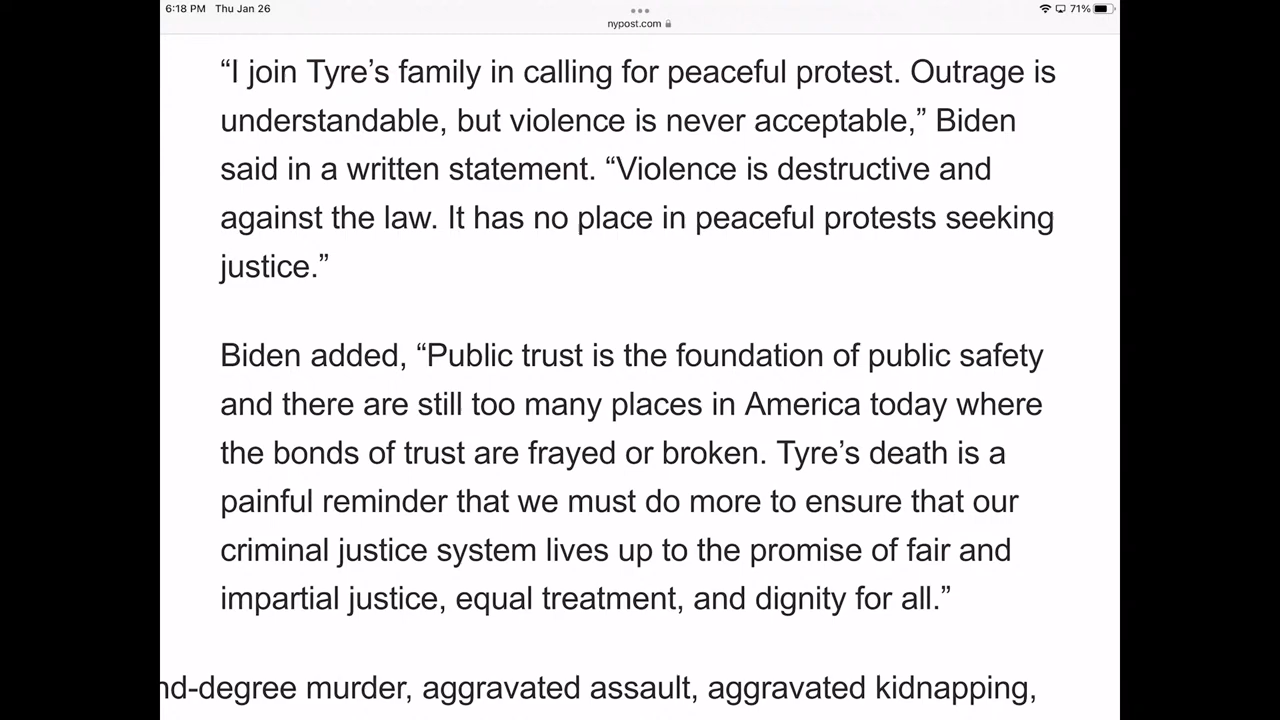 6:18 PM Thu Jan 26
71%
nypost.com
“I join Tyre’s family in calling for peaceful protest. Outrage is
understandable, but violence is never acceptable,” Biden
said in a written statement. “Violence is destructive and
against the law. It has no place in peaceful protests seeking
justice.”
Biden added, “Public trust is the foundation of public safety
and there are still too many places in America today where
the bonds of trust are frayed or broken. Tyre’s death is a
painful reminder that we must do more to ensure that our
criminal justice system lives up to the promise of fair and
impartial justice, equal treatment, and dignity for all.”
nd-degree murder, aggravated assault, aggravated kidnapping,